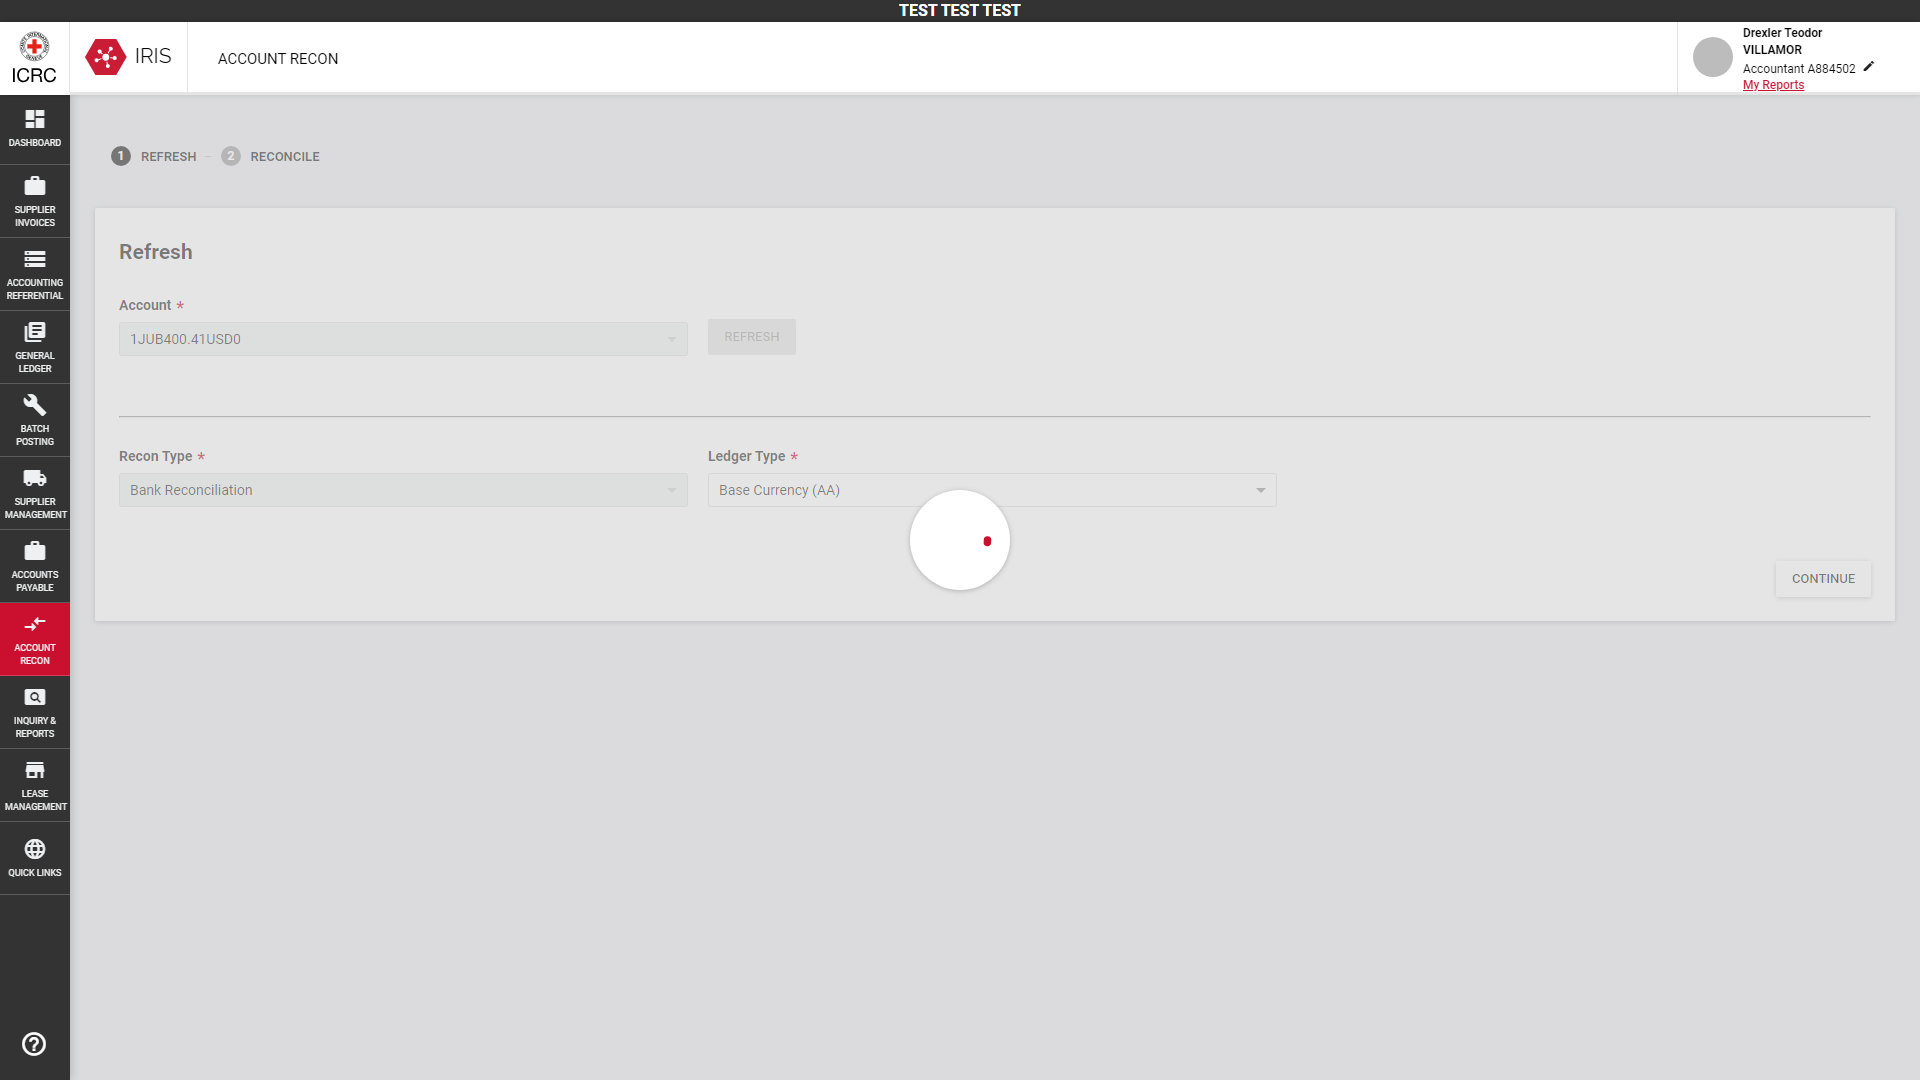 TEST TEST TEST
ICRC
IRIS
ACCOUNT RECON
Drexler Teodor
VILLAMOR
Accountant A884502
My Reports
DASHBOARD
SUPPLIER
INVOICES
ACCOUNTING
REFERENTIAL
GENERAL
LEDGER
BATCH
POSTING
SUPPLIER
MANAGEMENT
ACCOUNTS
PAYABLE
ACCOUNT
RECON
INQUIRY &
REPORTS
LEASE
MANAGEMENT
QUICK LINKS
1 REFRESH – 2 RECONCILE
Refresh
Account *
1JUB400.41USD0
REFRESH
Recon Type *
Ledger Type *
Bank Reconciliation
Base Currency (AA)
CONTINUE